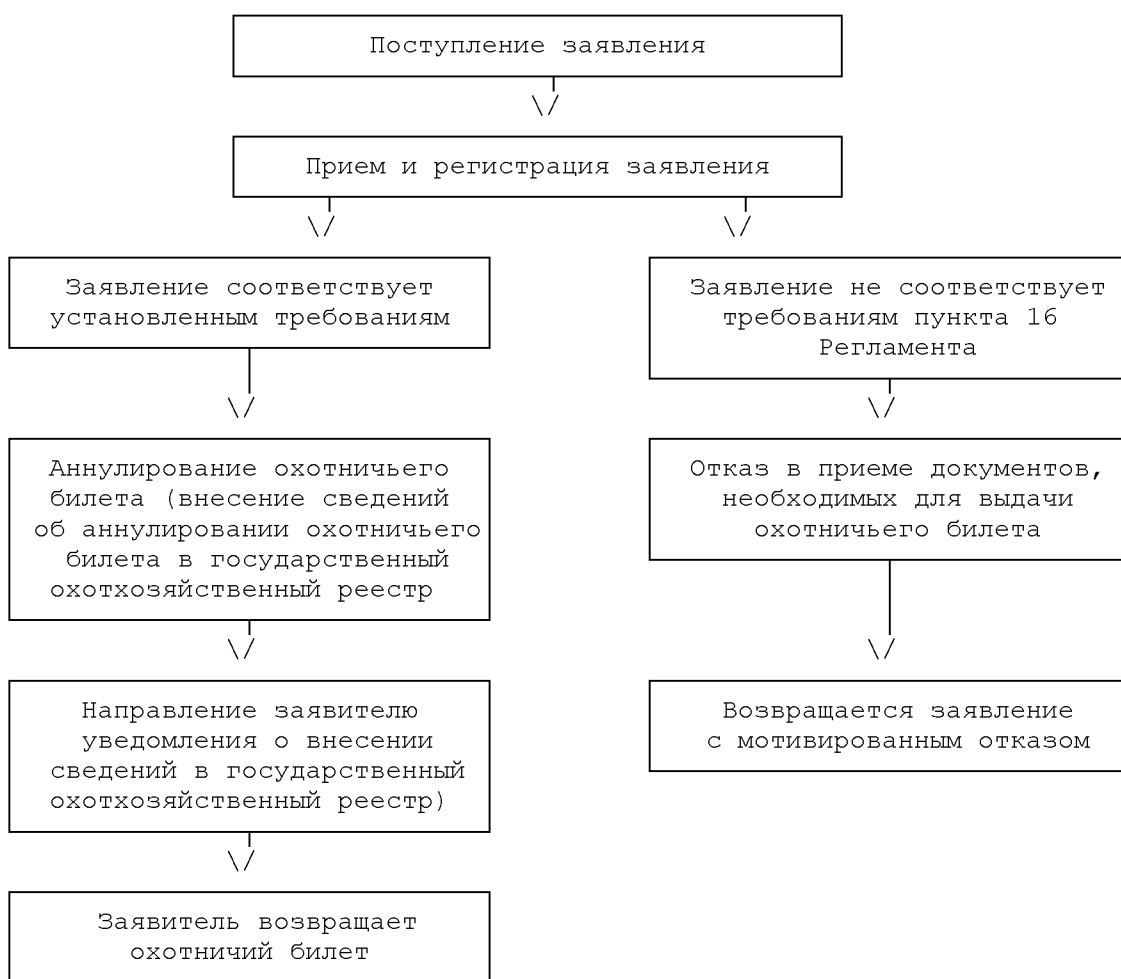 Поступление заявления
Прием и регистрация заявления
Заявление соответствует
установленным требованиям
Заявление не соответствует
требованиям пункта 16
Регламента
Аннулирование охотничьего
билета (внесение сведений
об аннулировании охотничьего
билета в государственный
охотхозяйственный реестр
Отказ в приеме документов,
необходимых для выдачи
охотничьего билета
Направление заявителю
уведомления о внесении
сведений в государственный
охотхозяйственный реестр)
Возвращается заявление
с мотивированным отказом
Заявитель возвращает
охотничий билет